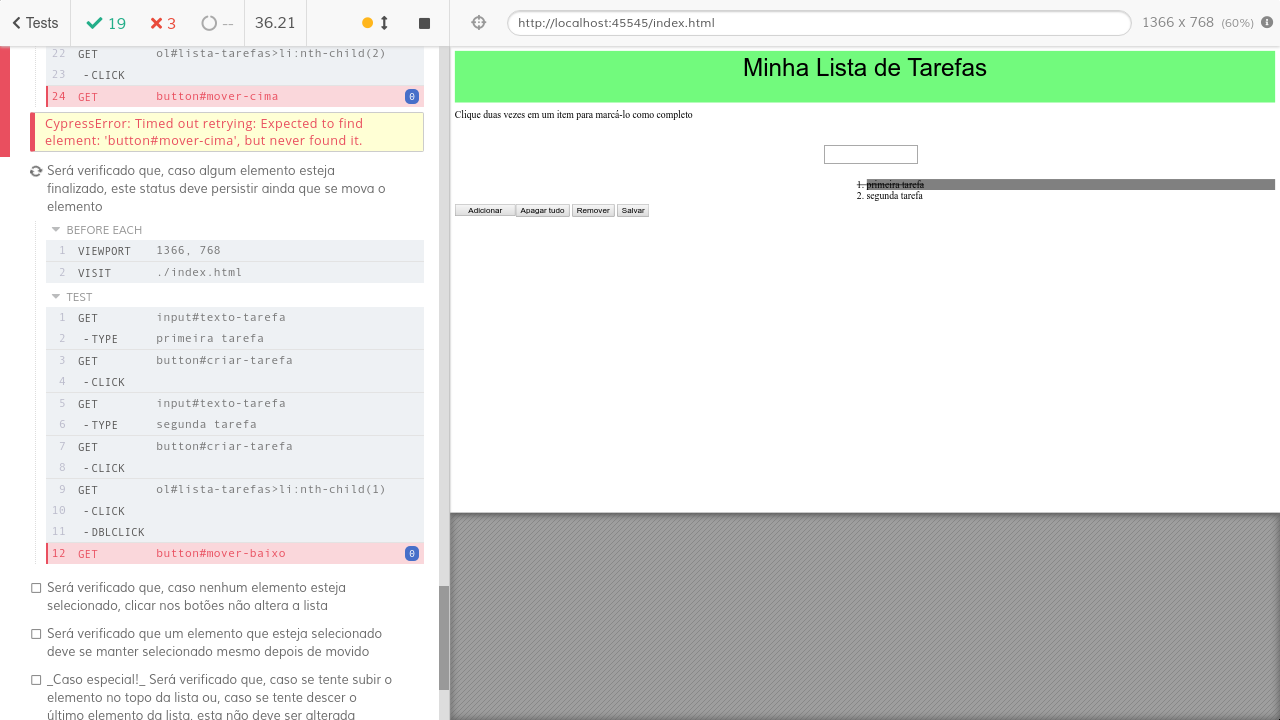 Tests 19 3 -- 36.21
http://localhost:45545/index.html 1366 x 768 (60%)
22 GET ol#lista-tarefas>li:nth-child(2)
23 -CLICK
24 GET button#mover-cima 0
CypressError: Timed out retrying: Expected to find
element: 'button#mover-cima', but never found it.
Será verificado que, caso algum elemento esteja
finalizado, este status deve persistir ainda que se mova o
elemento
BEFORE EACH
1 VIEWPORT 1366, 768
2 VISIT ./index.html
TEST
1 GET input#texto-tarefa
2 -TYPE primeira tarefa
3 GET button#criar-tarefa
4 -CLICK
5 GET input#texto-tarefa
6 -TYPE segunda tarefa
7 GET button#criar-tarefa
8 -CLICK
9 GET ol#lista-tarefas>li:nth-child(1)
10 -CLICK
11 -DBLCLICK
12 GET button#mover-baixo 0
Será verificado que, caso nenhum elemento esteja
selecionado, clicar nos botões não altera a lista
Será verificado que um elemento que esteja selecionado
deve se manter selecionado mesmo depois de movido
_Caso especial!_ Será verificado que, caso se tente subir o
elemento no topo da lista ou, caso se tente descer o
último elemento da lista, esta não deve ser alterada
Minha Lista de Tarefas
Clique duas vezes em um item para marcá-lo como completo
1. primeira tarefa
2. segunda tarefa
Adicionar Apagar tudo Remover Salvar